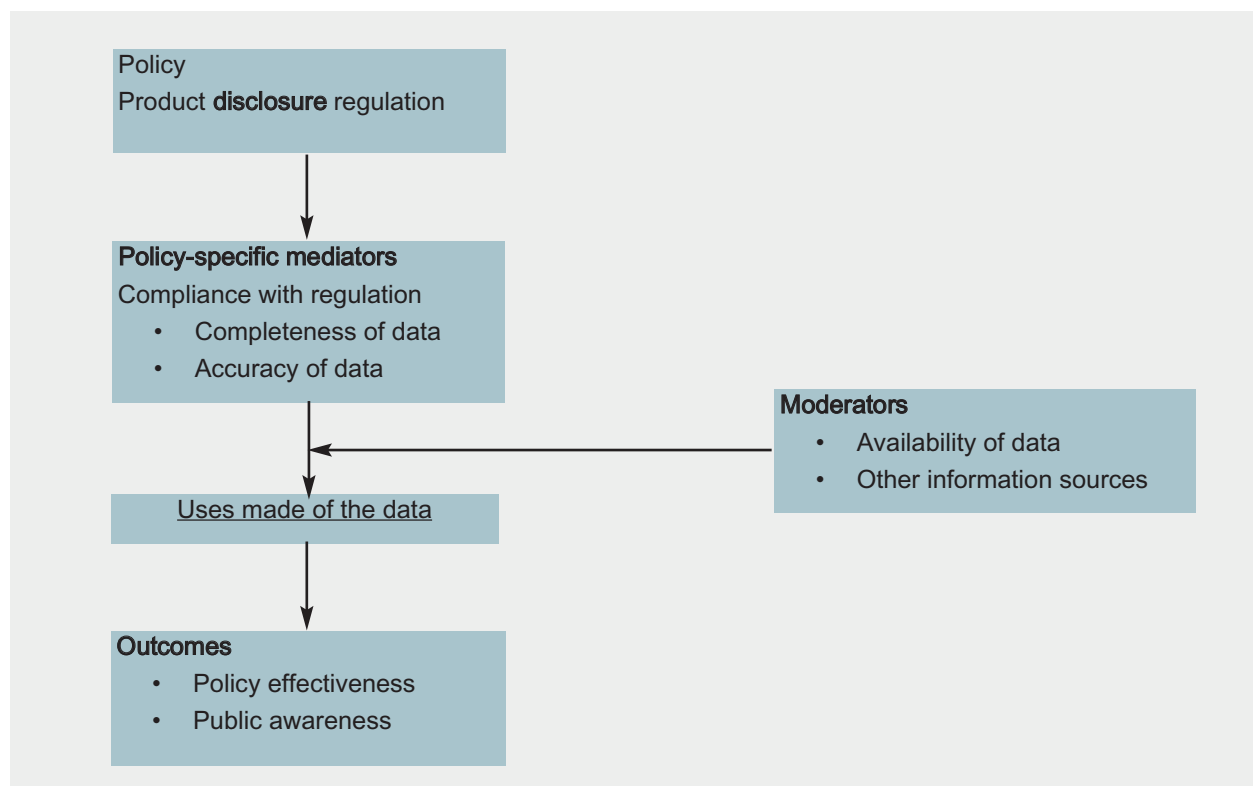 Policy
Product disclosure regulation
Policy-specific mediators
Compliance with regulation
• Completeness of data
• Accuracy of data
Moderators
• Availability of data
• Other information sources
Uses made of the data
Outcomes
• Policy effectiveness
• Public awareness